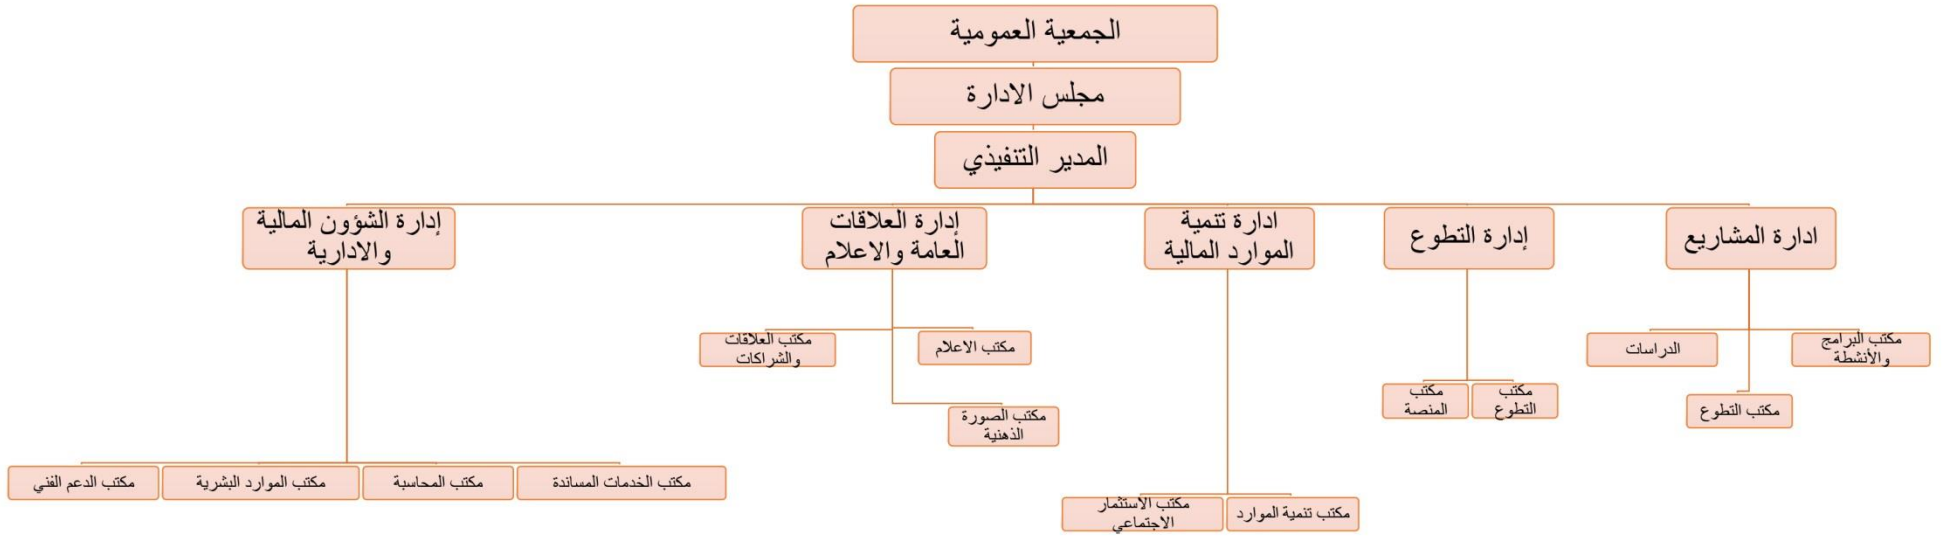 الجمعية العمومية
مجلس الادارة
المدير التنفيذي
ادارة المشاريع
إدارة التطوع
ادارة تنمية
الموارد المالية
إدارة العلاقات
العامة والاعلام
إدارة الشؤون المالية
والادارية
مكتب البرامج
والأنشطة
الدراسات
مكتب التطوع
مكتب
التطوع
مكتب
المنصة
مكتب تنمية الموارد
مكتب الاستثمار
الاجتماعي
مكتب الاعلام
مكتب العلاقات
والشراكات
مكتب الصورة
الذهنية
مكتب الخدمات المساندة
مكتب المحاسبة
مكتب الموارد البشرية
مكتب الدعم الفني